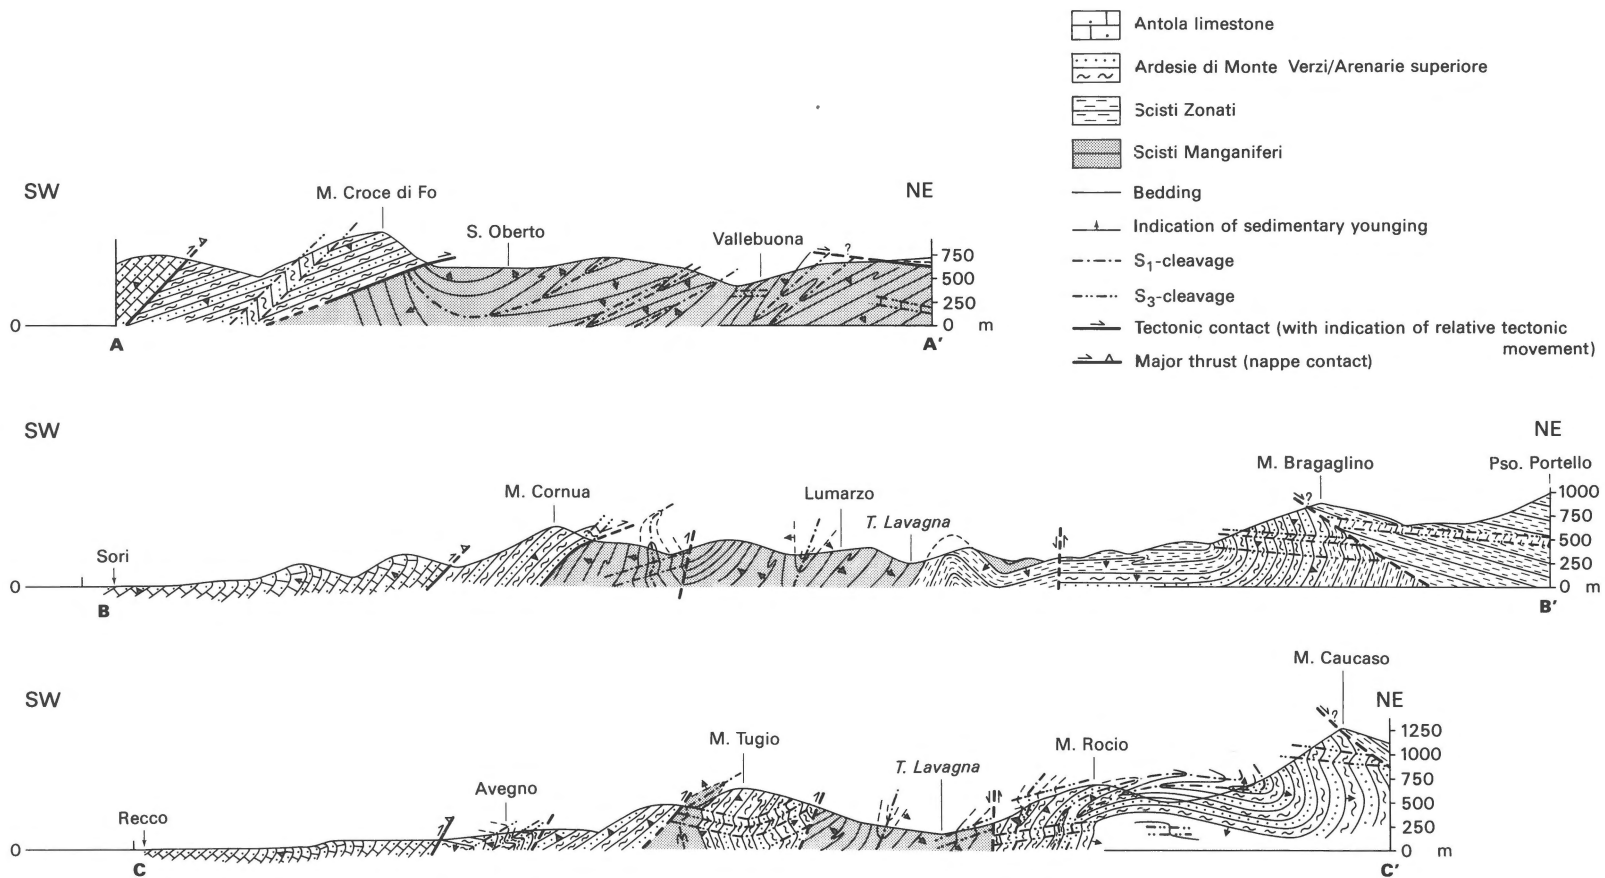 Antola limestone
Ardesie di Monte Verzi/Arenarie superiore
Scisti Zonati
Scisti Manganiferi
Bedding
Indication of sedimentary younging
S1-cleavage
S3-cleavage
Tectonic contact (with indication of relative tectonic
movement)
Major thrust (nappe contact)
SW
M. Croce di Fo
NE
S. Oberto
Vallebuona
?
750
500
250
0
0 m
A
A'
SW
NE
M. Bragaglino
Pso. Portello
M. Cornua
Lumarzo
T. Lavagna
?
1000
750
500
250
Sori
0
0 m
B
B'
M. Caucaso
SW
NE
?
M. Tugio
M. Rocio
T. Lavagna
Avegno
Recco
1250
1000
750
500
250
0
0 m
C
C'